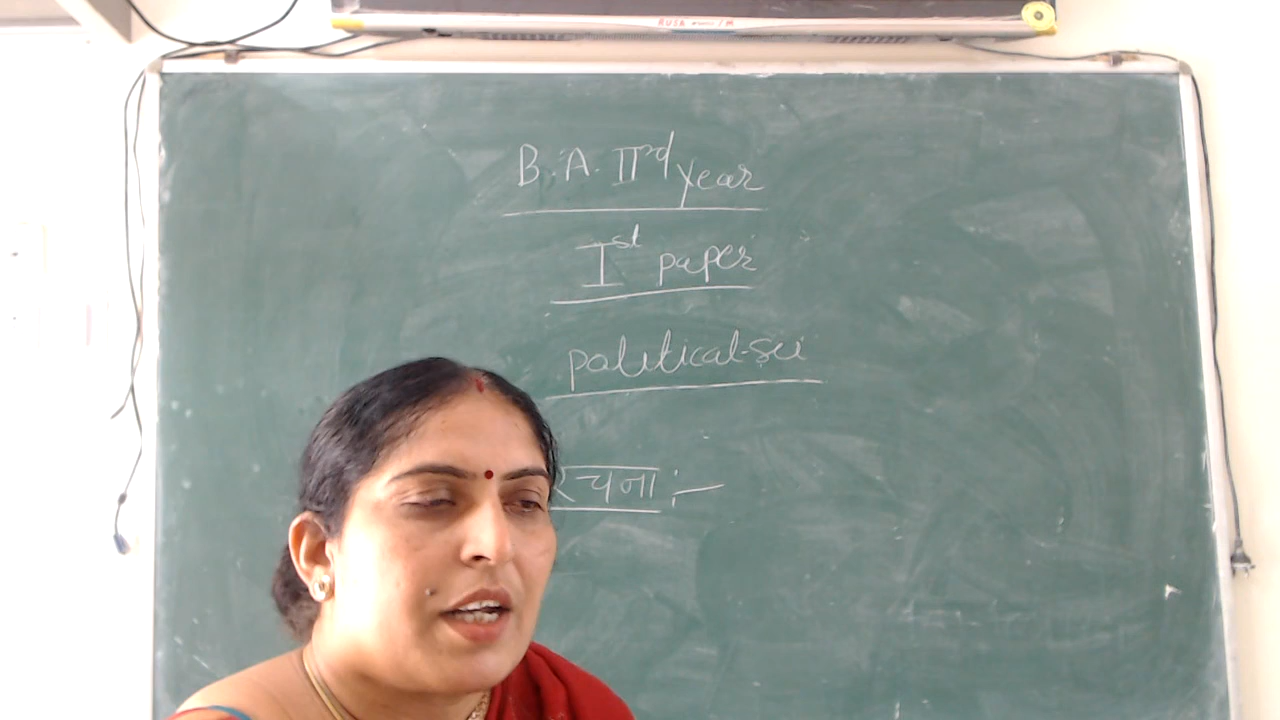 B.A. IInd Year
Ist paper
political-sci
रचना :-